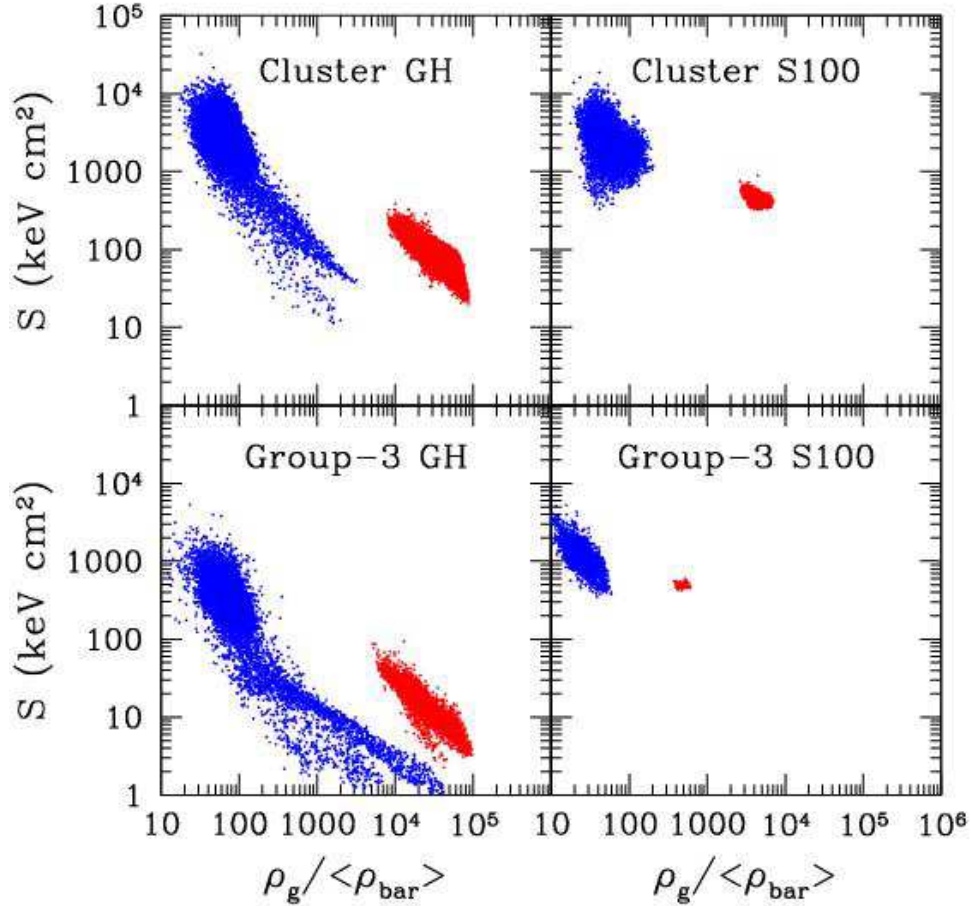 Cluster GH
Cluster S100
10⁵
10⁴
1000
100
10
1
S (keV cm²)
Group-3 GH
Group-3 S100
10⁴
1000
100
10
1
S (keV cm²)
10 100 1000 10⁴ 10⁵ 10 100 1000 10⁴ 10⁵ 10⁶
ρg/<ρbar>
ρg/<ρbar>